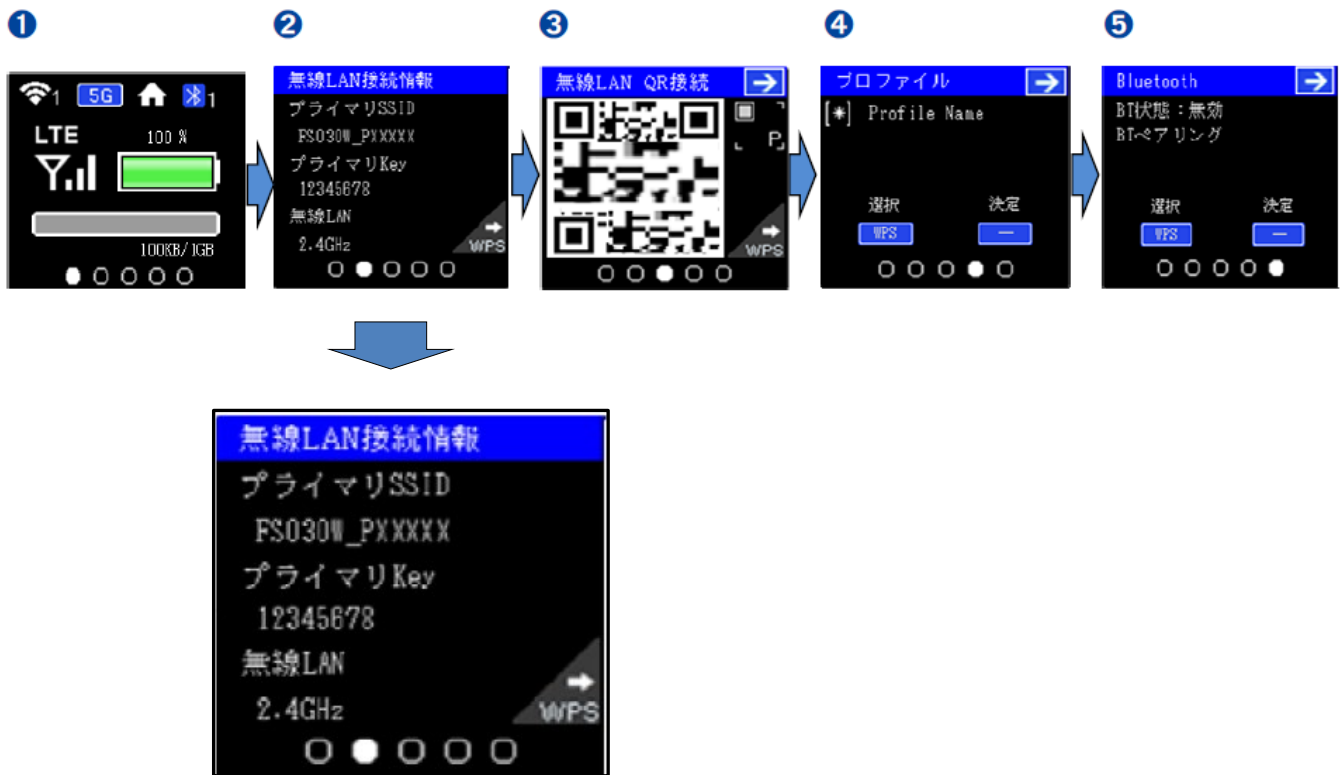 ❶ ❷ ❸ ❹ ❺
1 5G 1
LTE 100 %
100KB/1GB
無線LAN接続情報
プライマリSSID
FS030W_PXXXXX
プライマリKey
12345678
無線LAN
2.4GHz
WPS
無線LAN QR接続
P
WPS
プロファイル
[*] Profile Name
選択 決定
WPS —
Bluetooth
BT状態：無効
BTペアリング
選択 決定
WPS —
無線LAN接続情報
プライマリSSID
FS030W_PXXXXX
プライマリKey
12345678
無線LAN
2.4GHz
WPS